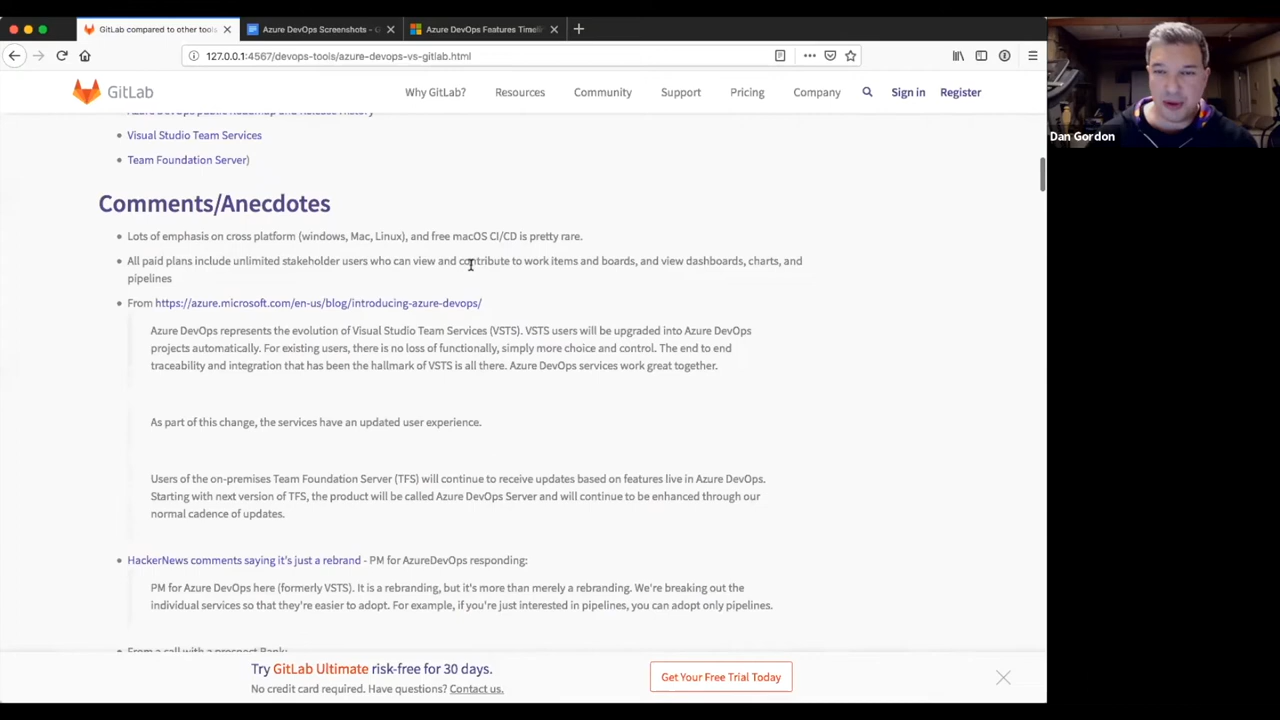 GitLab compared to other tools
Azure DevOps Screenshots - G
Azure DevOps Features Timeli
127.0.0.1:4567/devops-tools/azure-devops-vs-gitlab.html
GitLab
Why GitLab?
Resources
Community
Support
Pricing
Company
Sign in
Register
Dan Gordon
Azure DevOps public Roadmap and Release History
Visual Studio Team Services
Team Foundation Server)
Comments/Anecdotes
Lots of emphasis on cross platform (windows, Mac, Linux), and free macOS CI/CD is pretty rare.
All paid plans include unlimited stakeholder users who can view and contribute to work items and boards, and view dashboards, charts, and
pipelines
From https://azure.microsoft.com/en-us/blog/introducing-azure-devops/
Azure DevOps represents the evolution of Visual Studio Team Services (VSTS). VSTS users will be upgraded into Azure DevOps
projects automatically. For existing users, there is no loss of functionally, simply more choice and control. The end to end
traceability and integration that has been the hallmark of VSTS is all there. Azure DevOps services work great together.
As part of this change, the services have an updated user experience.
Users of the on-premises Team Foundation Server (TFS) will continue to receive updates based on features live in Azure DevOps.
Starting with next version of TFS, the product will be called Azure DevOps Server and will continue to be enhanced through our
normal cadence of updates.
HackerNews comments saying it's just a rebrand - PM for AzureDevOps responding:
PM for Azure DevOps here (formerly VSTS). It is a rebranding, but it's more than merely a rebranding. We're breaking out the
individual services so that they're easier to adopt. For example, if you're just interested in pipelines, you can adopt only pipelines.
From a call with a prospect Bank:
Try GitLab Ultimate risk-free for 30 days.
No credit card required. Have questions? Contact us.
Get Your Free Trial Today